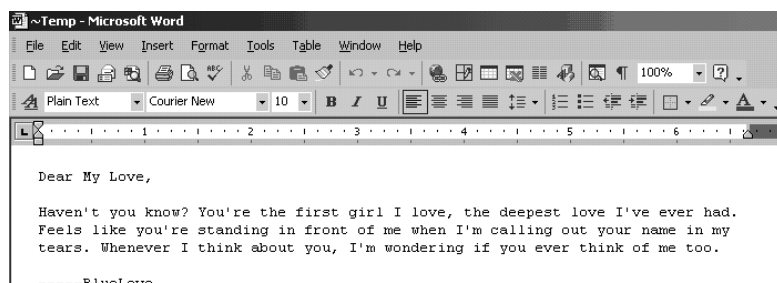 ~Temp - Microsoft Word
File Edit View Insert Format Tools Table Window Help
100%
Plain Text Courier New 10 B I U
1 2 3 4 5 6
Dear My Love,
Haven't you know? You're the first girl I love, the deepest love I've ever had.
Feels like you're standing in front of me when I'm calling out your name in my
tears. Whenever I think about you, I'm wondering if you ever think of me too.
BlueLove